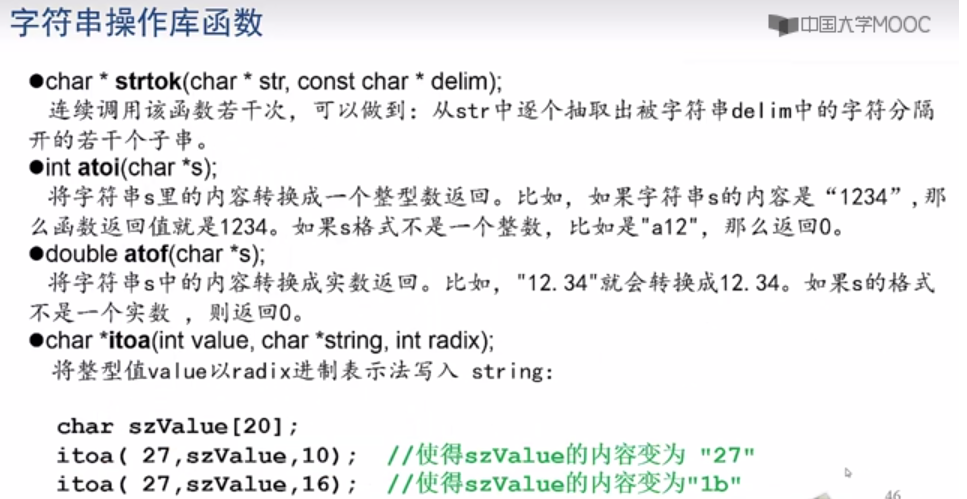 字符串操作库函数
中国大学MOOC
●char * strtok(char * str, const char * delim);
连续调用该函数若干次，可以做到：从str中逐个抽取出被字符串delim中的字符分隔
开的若干个子串。
●int atoi(char *s);
将字符串s里的内容转换成一个整型数返回。比如，如果字符串s的内容是“1234”,那
么函数返回值就是1234。如果s格式不是一个整数，比如是"a12"，那么返回0。
●double atof(char *s);
将字符串s中的内容转换成实数返回。比如，"12.34"就会转换成12.34。如果s的格式
不是一个实数 ，则返回0。
●char *itoa(int value, char *string, int radix);
将整型值value以radix进制表示法写入 string：
char szValue[20];
itoa( 27,szValue,10); //使得szValue的内容变为 "27"
itoa( 27,szValue,16); //使得szValue的内容变为"1b"
46